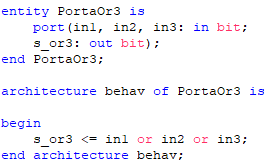 entity PortaOr3 is
    port(in1, in2, in3: in bit;
    s_or3: out bit);
end PortaOr3;

architecture behav of PortaOr3 is

begin
    s_or3 <= in1 or in2 or in3;
end architecture behav;